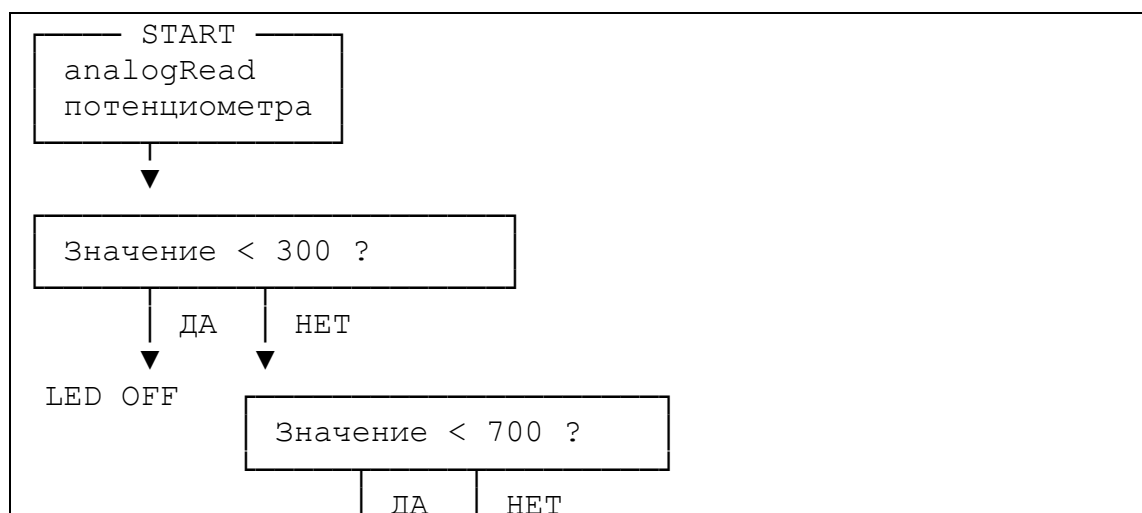 START
analogRead
потенциометра
Значение < 300 ?
ДА НЕТ
LED OFF
Значение < 700 ?
ДА НЕТ